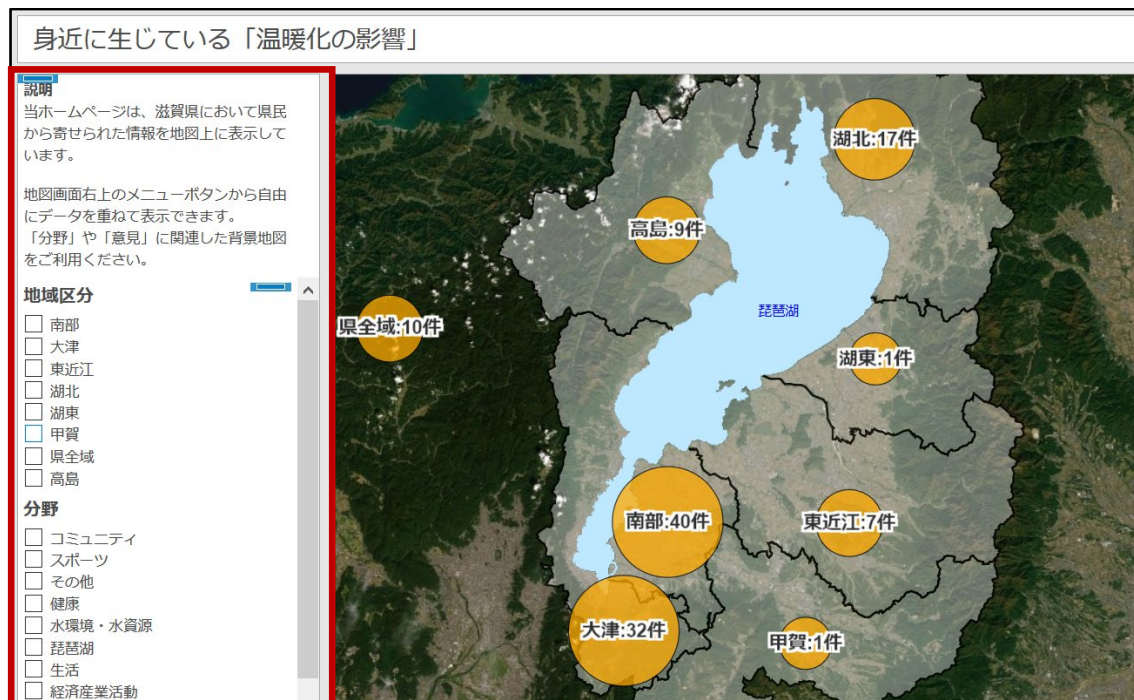 身近に生じている「温暖化の影響」
説明
当ホームページは、滋賀県において県民
から寄せられた情報を地図上に表示して
います。
地図画面右上のメニューボタンから自由
にデータを重ねて表示できます。
「分野」や「意見」に関連した背景地図
をご利用ください。
地域区分
南部
大津
東近江
湖北
湖東
甲賀
県全域
高島
分野
コミュニティ
スポーツ
その他
健康
水環境・水資源
琵琶湖
生活
経済産業活動
湖北:17件
高島:9件
琵琶湖
県全域:10件
湖東:1件
南部:40件
東近江:7件
大津:32件
甲賀:1件